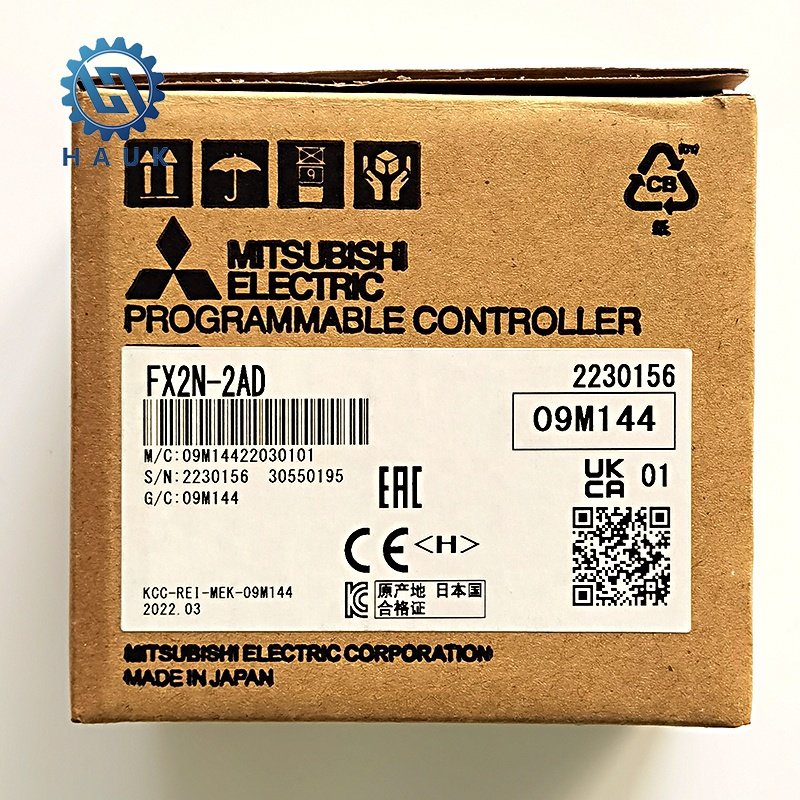 HAUK
9
CB
紙
MITSUBISHI
ELECTRIC
PROGRAMMABLE CONTROLLER
FX2N-2AD
2230156
09M144
M/C:09M14422030101
S/N:2230156 30550195
G/C:09M144
EAC
UK
CA 01
CE <H>
KCC-REI-MEK-09M144
2022.03
原产地 日本国
合格证
MITSUBISHI ELECTRIC CORPORATION
MADE IN JAPAN